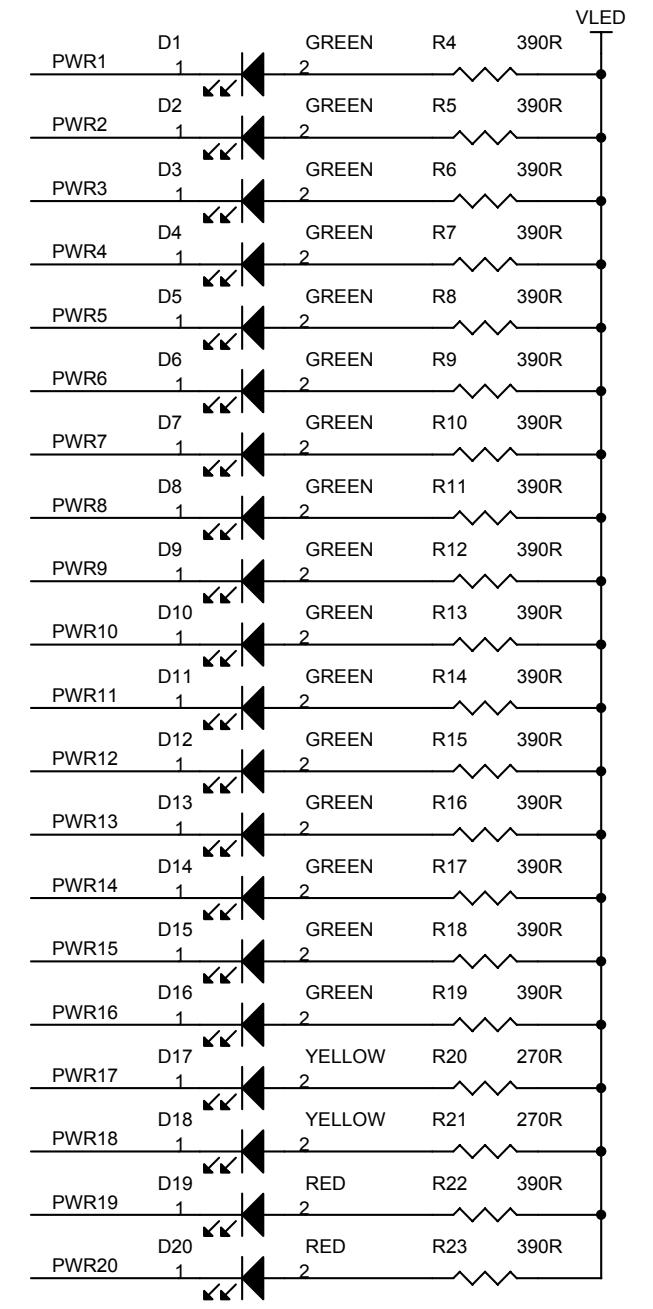 VLED
D1 GREEN R4 390R
PWR1 1 2
D2 GREEN R5 390R
PWR2 1 2
D3 GREEN R6 390R
PWR3 1 2
D4 GREEN R7 390R
PWR4 1 2
D5 GREEN R8 390R
PWR5 1 2
D6 GREEN R9 390R
PWR6 1 2
D7 GREEN R10 390R
PWR7 1 2
D8 GREEN R11 390R
PWR8 1 2
D9 GREEN R12 390R
PWR9 1 2
D10 GREEN R13 390R
PWR10 1 2
D11 GREEN R14 390R
PWR11 1 2
D12 GREEN R15 390R
PWR12 1 2
D13 GREEN R16 390R
PWR13 1 2
D14 GREEN R17 390R
PWR14 1 2
D15 GREEN R18 390R
PWR15 1 2
D16 GREEN R19 390R
PWR16 1 2
D17 YELLOW R20 270R
PWR17 1 2
D18 YELLOW R21 270R
PWR18 1 2
D19 RED R22 390R
PWR19 1 2
D20 RED R23 390R
PWR20 1 2